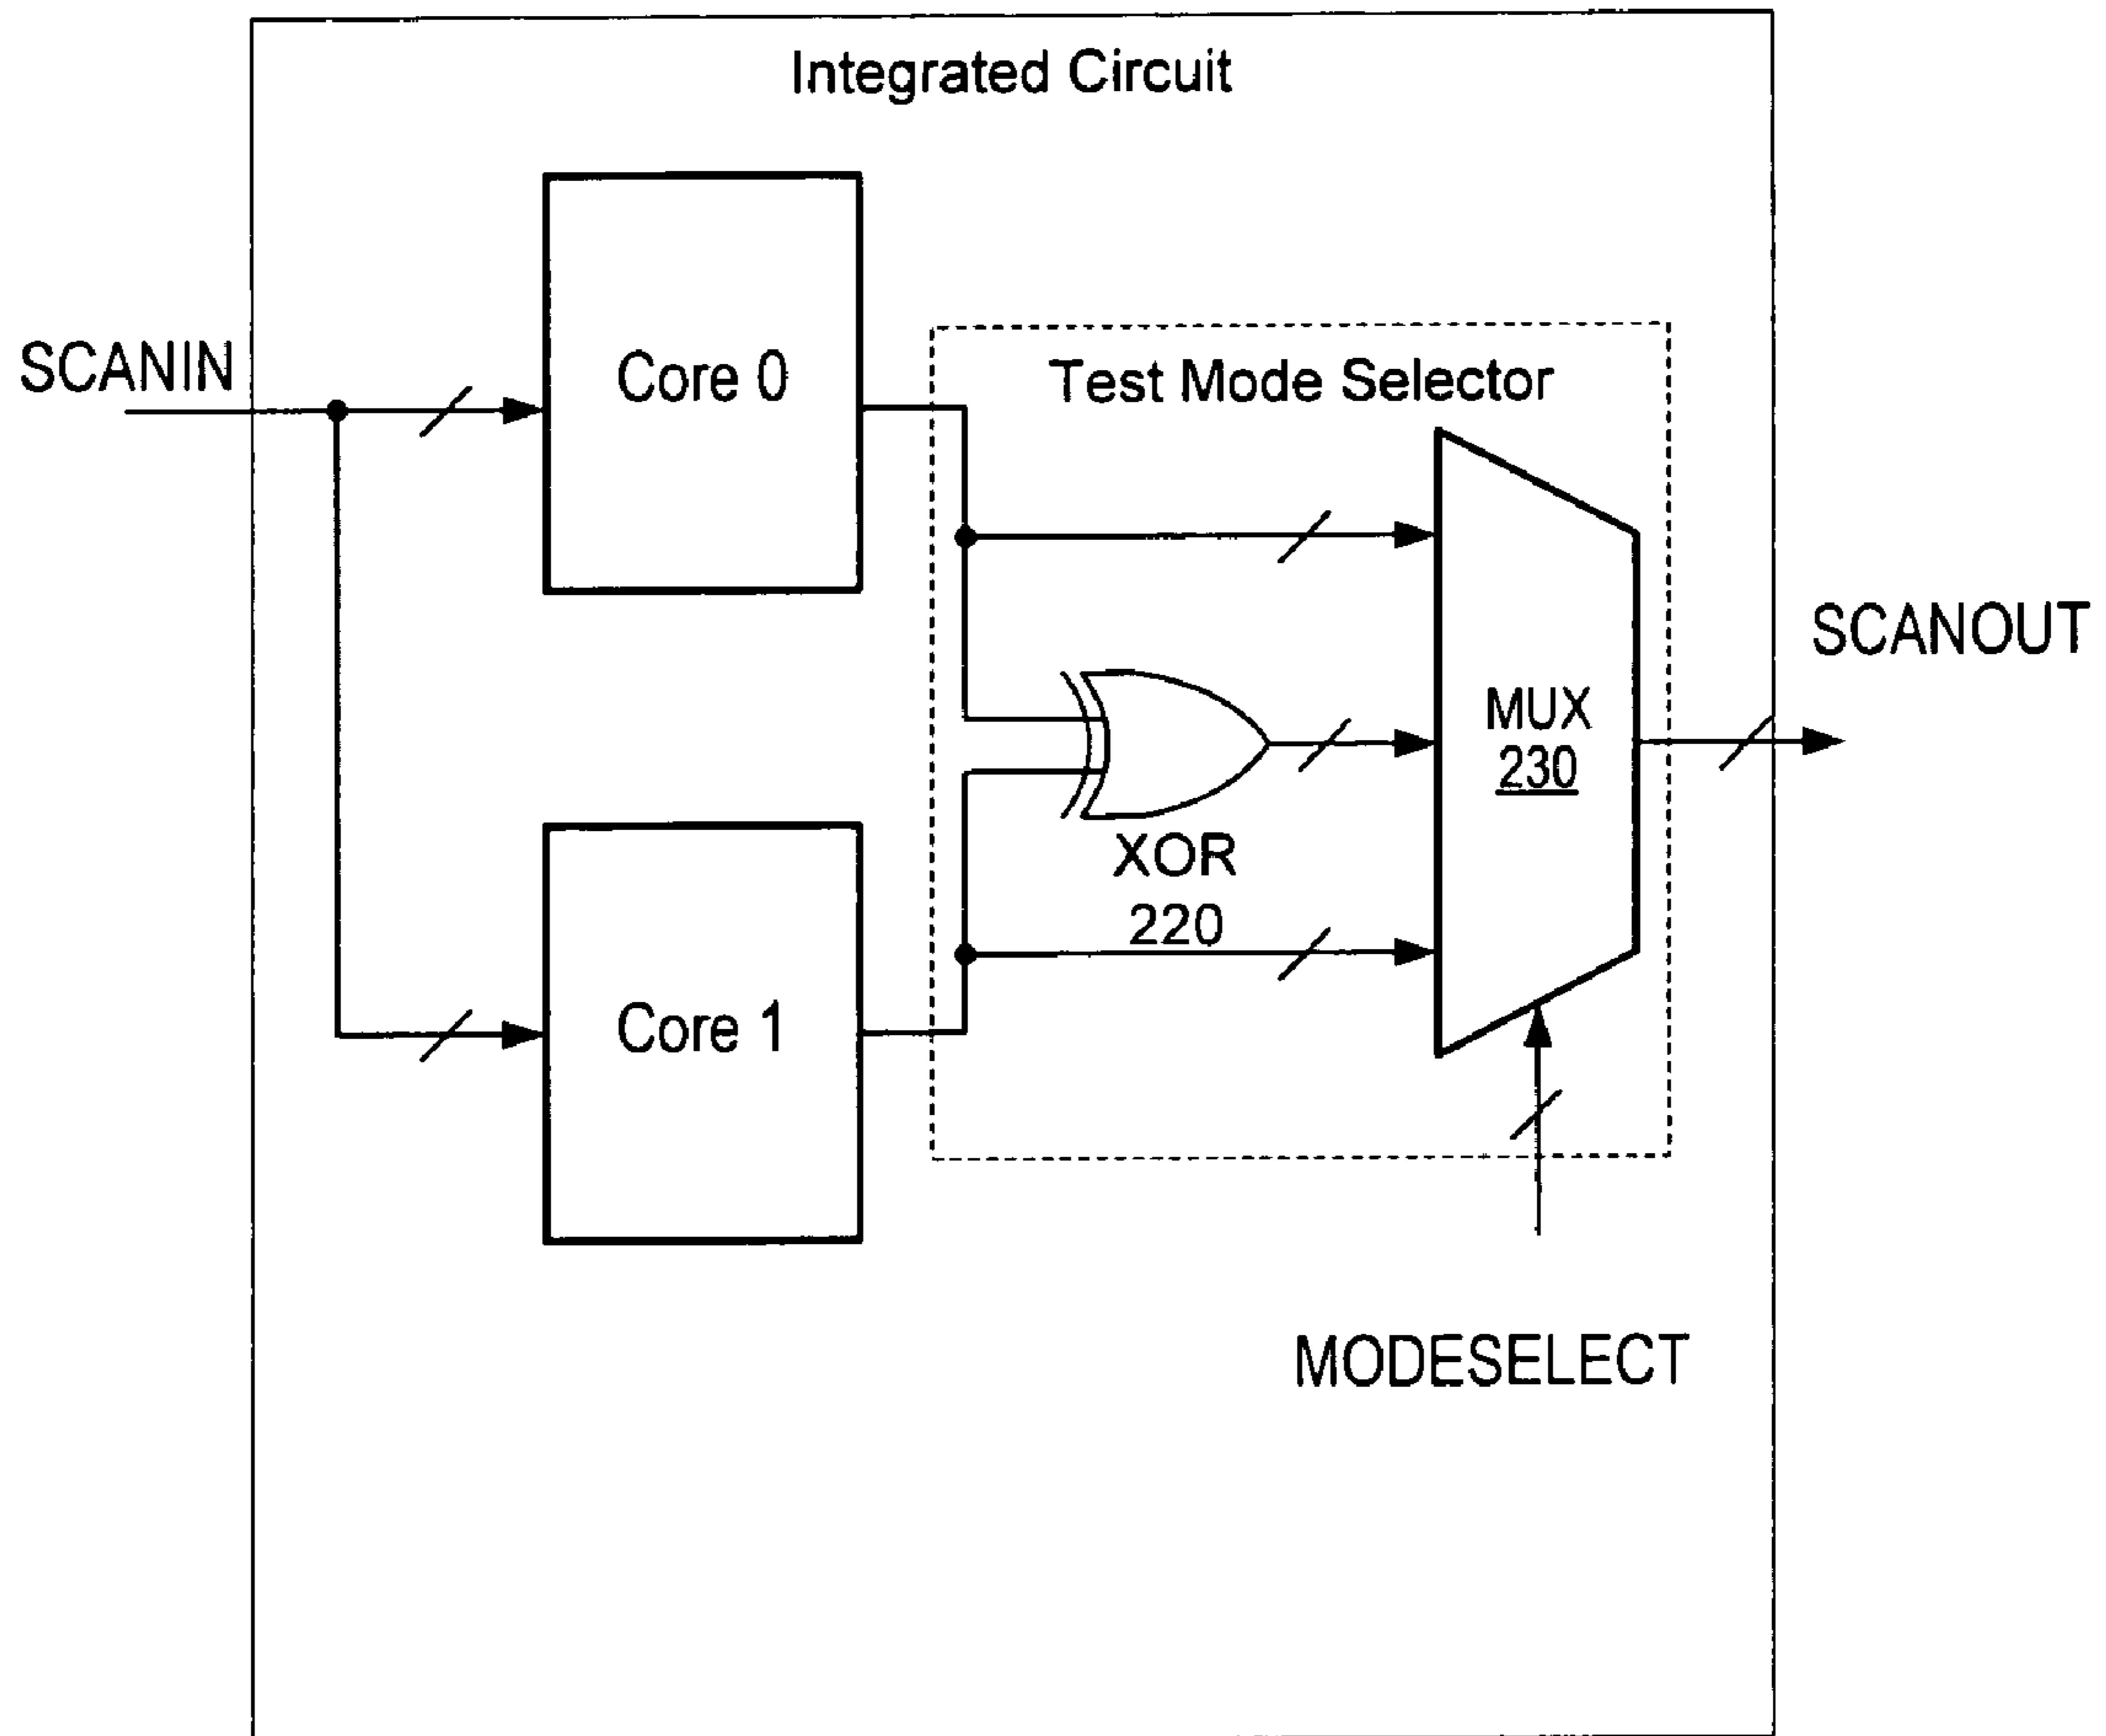 Integrated Circuit
SCANIN
Core 0
Test Mode Selector
SCANOUT
MUX
230
XOR
220
Core 1
MODESELECT